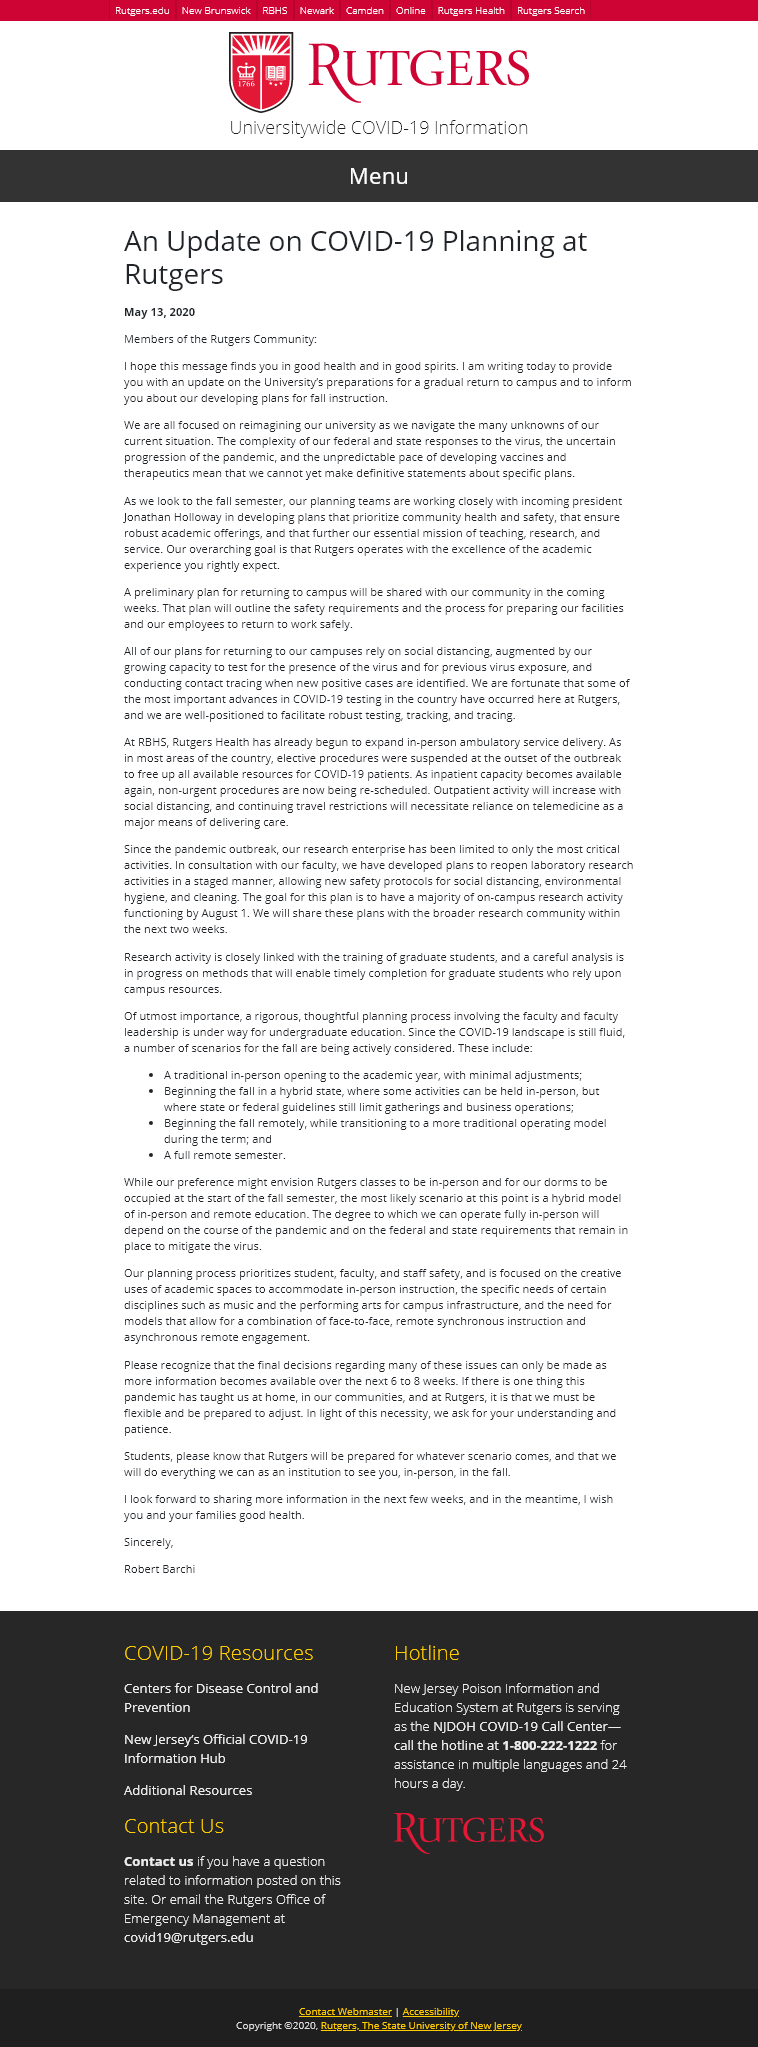 Rutgers.edu New Brunswick RBHS Newark Camden Online Rutgers Health Rutgers Search
1766
RUTGERS
Universitywide COVID-19 Information
Menu
An Update on COVID-19 Planning at
Rutgers
May 13, 2020
Members of the Rutgers Community:
I hope this message finds you in good health and in good spirits. I am writing today to provide
you with an update on the University’s preparations for a gradual return to campus and to inform
you about our developing plans for fall instruction.
We are all focused on reimagining our university as we navigate the many unknowns of our
current situation. The complexity of our federal and state responses to the virus, the uncertain
progression of the pandemic, and the unpredictable pace of developing vaccines and
therapeutics mean that we cannot yet make definitive statements about specific plans.
As we look to the fall semester, our planning teams are working closely with incoming president
Jonathan Holloway in developing plans that prioritize community health and safety, that ensure
robust academic offerings, and that further our essential mission of teaching, research, and
service. Our overarching goal is that Rutgers operates with the excellence of the academic
experience you rightly expect.
A preliminary plan for returning to campus will be shared with our community in the coming
weeks. That plan will outline the safety requirements and the process for preparing our facilities
and our employees to return to work safely.
All of our plans for returning to our campuses rely on social distancing, augmented by our
growing capacity to test for the presence of the virus and for previous virus exposure, and
conducting contact tracing when new positive cases are identified. We are fortunate that some of
the most important advances in COVID-19 testing in the country have occurred here at Rutgers,
and we are well-positioned to facilitate robust testing, tracking, and tracing.
At RBHS, Rutgers Health has already begun to expand in-person ambulatory service delivery. As
in most areas of the country, elective procedures were suspended at the outset of the outbreak
to free up all available resources for COVID-19 patients. As inpatient capacity becomes available
again, non-urgent procedures are now being re-scheduled. Outpatient activity will increase with
social distancing, and continuing travel restrictions will necessitate reliance on telemedicine as a
major means of delivering care.
Since the pandemic outbreak, our research enterprise has been limited to only the most critical
activities. In consultation with our faculty, we have developed plans to reopen laboratory research
activities in a staged manner, allowing new safety protocols for social distancing, environmental
hygiene, and cleaning. The goal for this plan is to have a majority of on-campus research activity
functioning by August 1. We will share these plans with the broader research community within
the next two weeks.
Research activity is closely linked with the training of graduate students, and a careful analysis is
in progress on methods that will enable timely completion for graduate students who rely upon
campus resources.
Of utmost importance, a rigorous, thoughtful planning process involving the faculty and faculty
leadership is under way for undergraduate education. Since the COVID-19 landscape is still fluid,
a number of scenarios for the fall are being actively considered. These include:
• A traditional in-person opening to the academic year, with minimal adjustments;
• Beginning the fall in a hybrid state, where some activities can be held in-person, but
where state or federal guidelines still limit gatherings and business operations;
• Beginning the fall remotely, while transitioning to a more traditional operating model
during the term; and
• A full remote semester.
While our preference might envision Rutgers classes to be in-person and for our dorms to be
occupied at the start of the fall semester, the most likely scenario at this point is a hybrid model
of in-person and remote education. The degree to which we can operate fully in-person will
depend on the course of the pandemic and on the federal and state requirements that remain in
place to mitigate the virus.
Our planning process prioritizes student, faculty, and staff safety, and is focused on the creative
uses of academic spaces to accommodate in-person instruction, the specific needs of certain
disciplines such as music and the performing arts for campus infrastructure, and the need for
models that allow for a combination of face-to-face, remote synchronous instruction and
asynchronous remote engagement.
Please recognize that the final decisions regarding many of these issues can only be made as
more information becomes available over the next 6 to 8 weeks. If there is one thing this
pandemic has taught us at home, in our communities, and at Rutgers, it is that we must be
flexible and be prepared to adjust. In light of this necessity, we ask for your understanding and
patience.
Students, please know that Rutgers will be prepared for whatever scenario comes, and that we
will do everything we can as an institution to see you, in-person, in the fall.
I look forward to sharing more information in the next few weeks, and in the meantime, I wish
you and your families good health.
Sincerely,
Robert Barchi
COVID-19 Resources
Centers for Disease Control and
Prevention
New Jersey’s Official COVID-19
Information Hub
Additional Resources
Contact Us
Contact us if you have a question
related to information posted on this
site. Or email the Rutgers Office of
Emergency Management at
covid19@rutgers.edu
Hotline
New Jersey Poison Information and
Education System at Rutgers is serving
as the NJDOH COVID-19 Call Center—
call the hotline at 1-800-222-1222 for
assistance in multiple languages and 24
hours a day.
RUTGERS
Contact Webmaster | Accessibility
Copyright ©2020, Rutgers, The State University of New Jersey